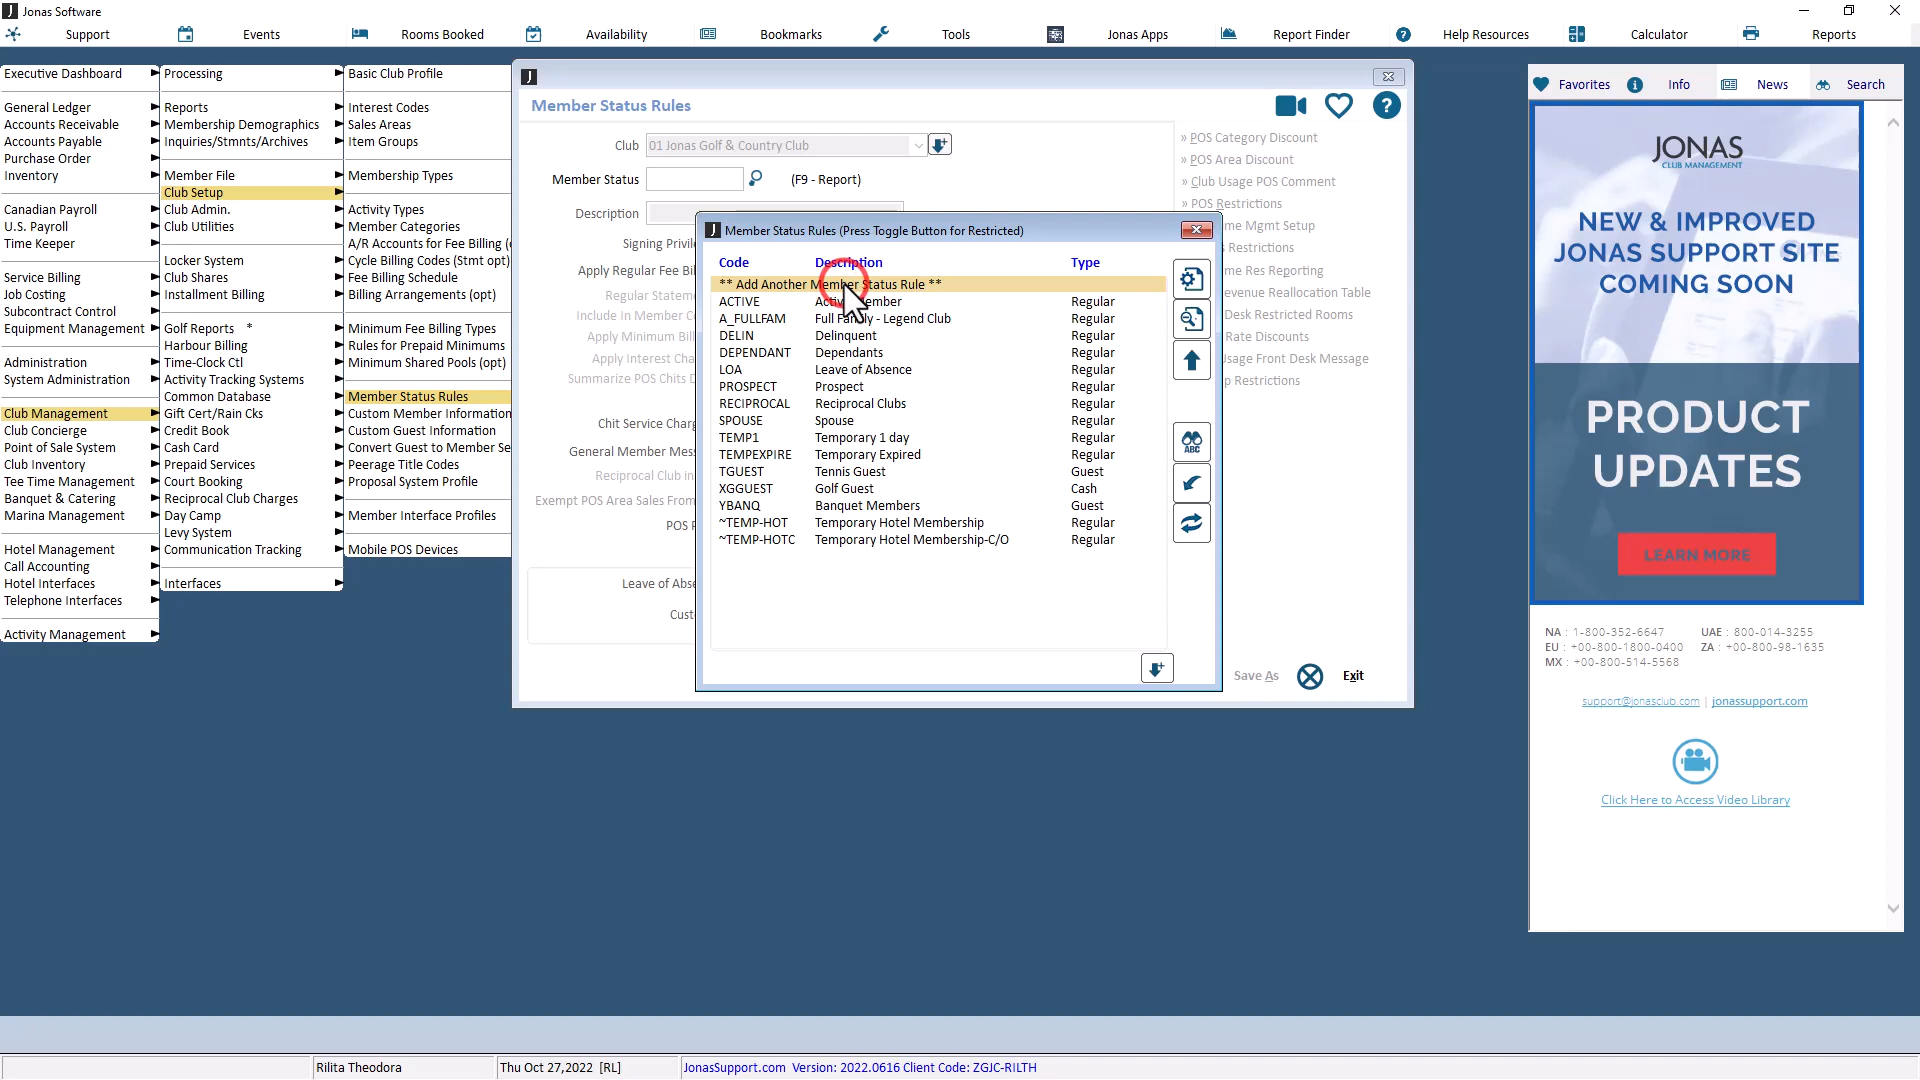 Jonas Software
Support
Events
Rooms Booked
Availability
Bookmarks
Tools
Jonas Apps
Report Finder
Help Resources
Calculator
Reports
Executive Dashboard
General Ledger
Accounts Receivable
Accounts Payable
Purchase Order
Inventory
Canadian Payroll
U.S. Payroll
Time Keeper
Service Billing
Job Costing
Subcontract Control
Equipment Management
Administration
System Administration
Club Management
Club Concierge
Point of Sale System
Club Inventory
Tee Time Management
Banquet & Catering
Marina Management
Hotel Management
Call Accounting
Hotel Interfaces
Telephone Interfaces
Activity Management
Processing
Reports
Membership Demographics
Inquiries/Stmnts/Archives
Member File
Club Setup
Club Admin.
Club Utilities
Locker System
Club Shares
Installment Billing
Golf Reports *
Harbour Billing
Time-Clock Ctl
Activity Tracking Systems
Common Database
Gift Cert/Rain Cks
Credit Book
Cash Card
Prepaid Services
Court Booking
Reciprocal Club Charges
Day Camp
Levy System
Communication Tracking
Interfaces
Basic Club Profile
Interest Codes
Sales Areas
Item Groups
Membership Types
Activity Types
Member Categories
A/R Accounts for Fee Billing (
Cycle Billing Codes (Stmt opt)
Fee Billing Schedule
Billing Arrangements (opt)
Minimum Fee Billing Types
Rules for Prepaid Minimums
Minimum Shared Pools (opt)
Member Status Rules
Custom Member Information
Custom Guest Information
Convert Guest to Member Se
Peerage Title Codes
Proposal System Profile
Member Interface Profiles
Mobile POS Devices
Member Status Rules
?
Club
01 Jonas Golf & Country Club
Member Status
(F9 - Report)
Description
Signing Privile
Apply Regular Fee Bil
Regular Stateme
Include In Member C
Apply Minimum Bill
Apply Interest Cha
Summarize POS Chits D
Chit Service Charg
General Member Mes
Reciprocal Club in
Exempt POS Area Sales From
POS F
Leave of Abse
Cust
» POS Category Discount
» POS Area Discount
» Club Usage POS Comment
» POS Restrictions
me Mgmt Setup
s Restrictions
me Res Reporting
evenue Reallocation Table
Desk Restricted Rooms
Rate Discounts
sage Front Desk Message
p Restrictions
Save As
Exit
Member Status Rules (Press Toggle Button for Restricted)
Code Description Type
** Add Another Member Status Rule **
ACTIVE Active Member Regular
A_FULLFAM Full Family - Legend Club Regular
DELIN Delinquent Regular
DEPENDANT Dependants Regular
LOA Leave of Absence Regular
PROSPECT Prospect Regular
RECIPROCAL Reciprocal Clubs Regular
SPOUSE Spouse Regular
TEMP1 Temporary 1 day Regular
TEMPEXPIRE Temporary Expired Regular
TGUEST Tennis Guest Guest
XGGUEST Golf Guest Cash
YBANQ Banquet Members Guest
~TEMP-HOT Temporary Hotel Membership Regular
~TEMP-HOTC Temporary Hotel Membership-C/O Regular
ABC
Favorites
Info
News
Search
JONAS
CLUB MANAGEMENT
NEW & IMPROVED
JONAS SUPPORT SITE
COMING SOON
PRODUCT
UPDATES
LEARN MORE
NA : 1-800-352-6647 UAE : 800-014-3255
EU : +00-800-1800-0400 ZA : +00-800-98-1635
MX : +00-800-514-5568
support@jonasclub.com | jonassupport.com
Click Here to Access Video Library
Rilita Theodora
Thu Oct 27,2022 [RL]
JonasSupport.com Version: 2022.0616 Client Code: ZGJC-RILTH